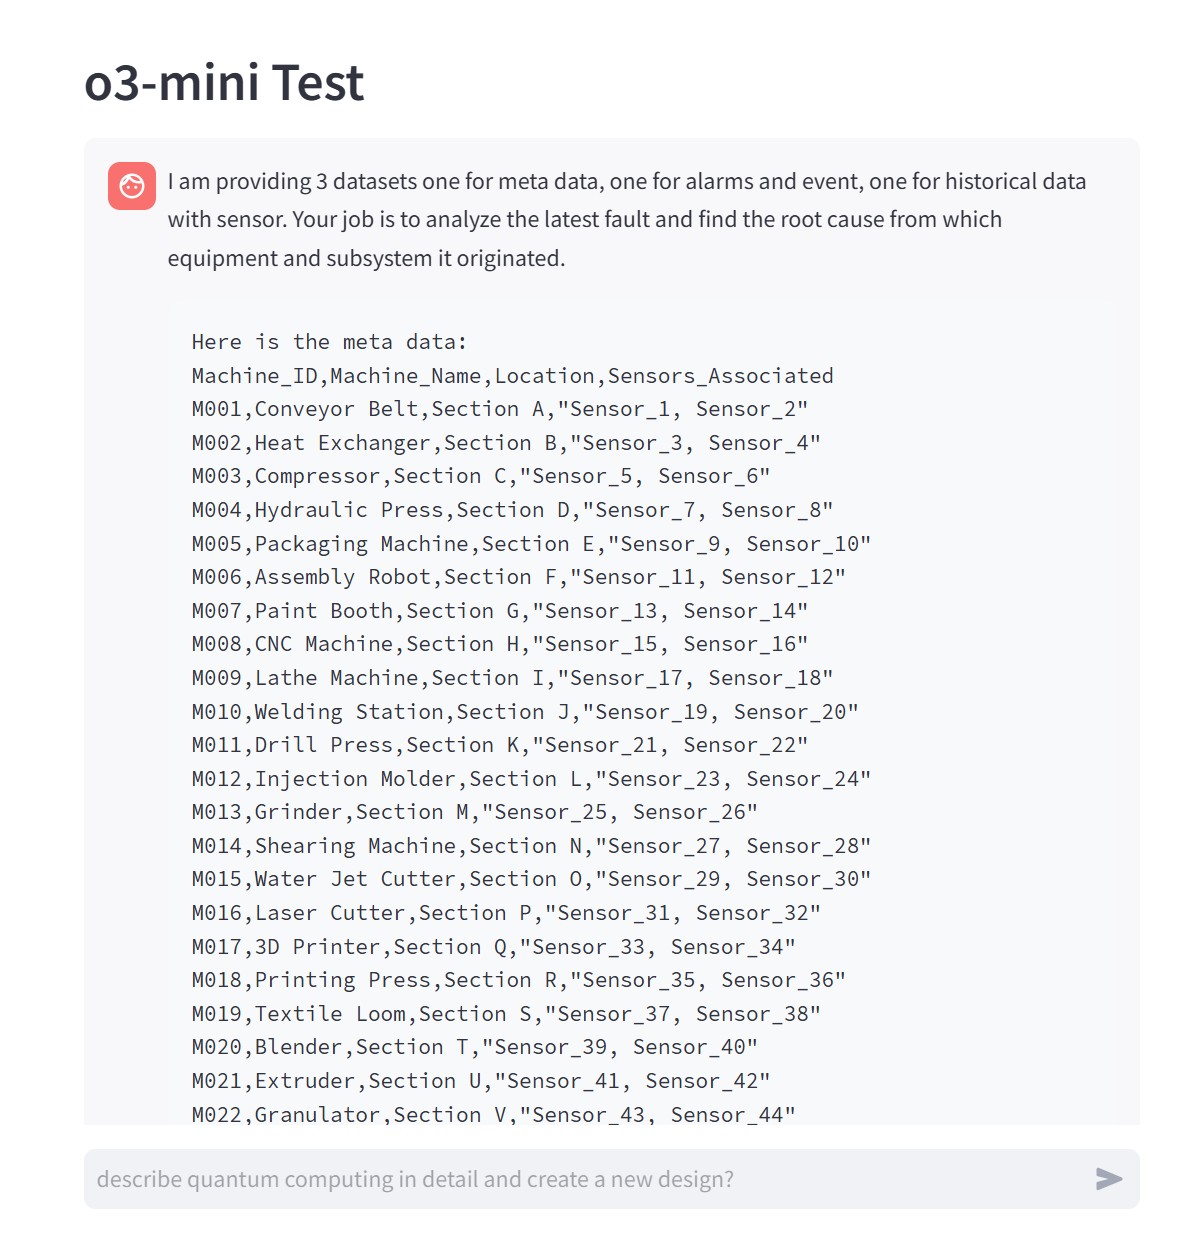 o3-mini Test
I am providing 3 datasets one for meta data, one for alarms and event, one for historical data
with sensor. Your job is to analyze the latest fault and find the root cause from which
equipment and subsystem it originated.
Here is the meta data:
Machine_ID,Machine_Name,Location,Sensors_Associated
M001,Conveyor Belt,Section A,"Sensor_1, Sensor_2"
M002,Heat Exchanger,Section B,"Sensor_3, Sensor_4"
M003,Compressor,Section C,"Sensor_5, Sensor_6"
M004,Hydraulic Press,Section D,"Sensor_7, Sensor_8"
M005,Packaging Machine,Section E,"Sensor_9, Sensor_10"
M006,Assembly Robot,Section F,"Sensor_11, Sensor_12"
M007,Paint Booth,Section G,"Sensor_13, Sensor_14"
M008,CNC Machine,Section H,"Sensor_15, Sensor_16"
M009,Lathe Machine,Section I,"Sensor_17, Sensor_18"
M010,Welding Station,Section J,"Sensor_19, Sensor_20"
M011,Drill Press,Section K,"Sensor_21, Sensor_22"
M012,Injection Molder,Section L,"Sensor_23, Sensor_24"
M013,Grinder,Section M,"Sensor_25, Sensor_26"
M014,Shearing Machine,Section N,"Sensor_27, Sensor_28"
M015,Water Jet Cutter,Section O,"Sensor_29, Sensor_30"
M016,Laser Cutter,Section P,"Sensor_31, Sensor_32"
M017,3D Printer,Section Q,"Sensor_33, Sensor_34"
M018,Printing Press,Section R,"Sensor_35, Sensor_36"
M019,Textile Loom,Section S,"Sensor_37, Sensor_38"
M020,Blender,Section T,"Sensor_39, Sensor_40"
M021,Extruder,Section U,"Sensor_41, Sensor_42"
M022,Granulator,Section V,"Sensor_43, Sensor_44"
describe quantum computing in detail and create a new design?